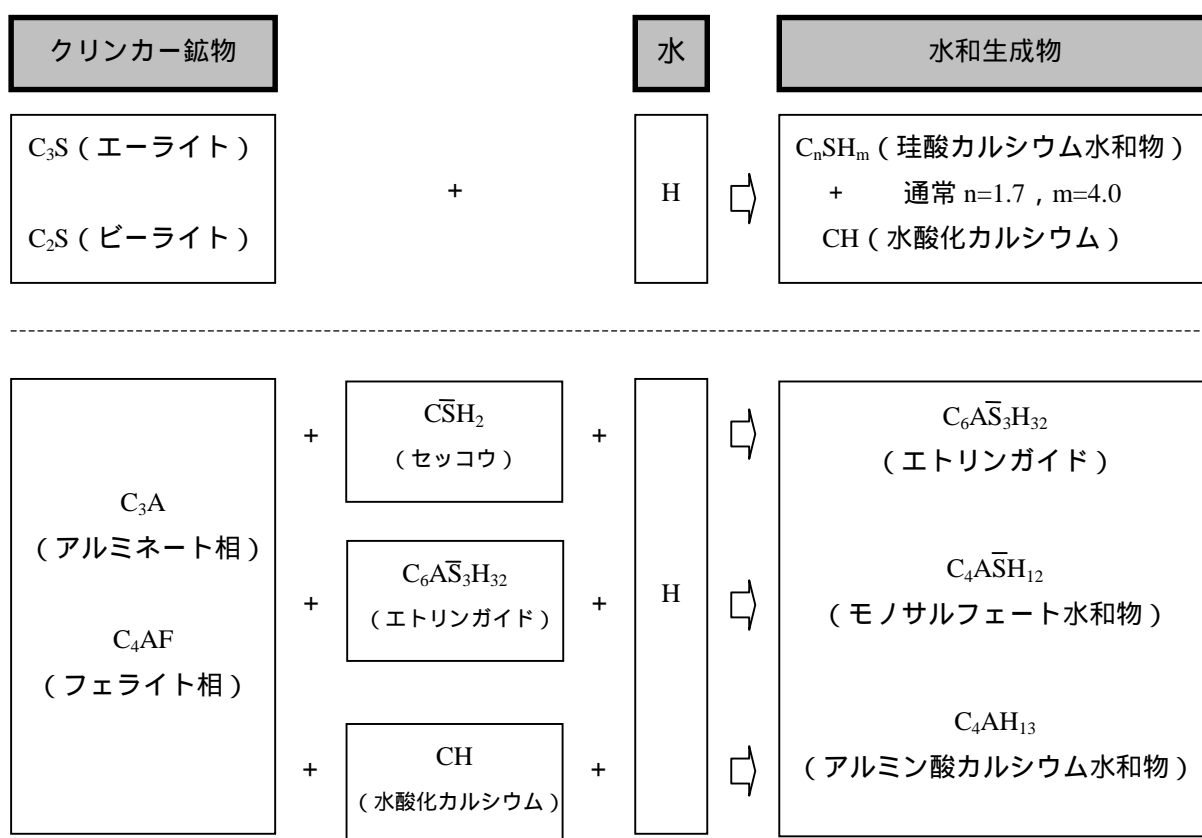 クリンカー鉱物
水
水和生成物
C₃S（エーライト）
C₂S（ビーライト）
+
H
CₙSHₘ（珪酸カルシウム水和物）
+ 通常 n=1.7，m=4.0
CH（水酸化カルシウム）
C₃A
（アルミネート相）
C₄AF
（フェライト相）
+
CS̅H₂
（セッコウ）
+
C₆AS̅₃H₃₂
（エトリンガイド）
+
C₆AS̅₃H₃₂
（エトリンガイド）
+
H
C₄AS̅H₁₂
（モノサルフェート水和物）
+
CH
（水酸化カルシウム）
+
C₄AH₁₃
（アルミン酸カルシウム水和物）